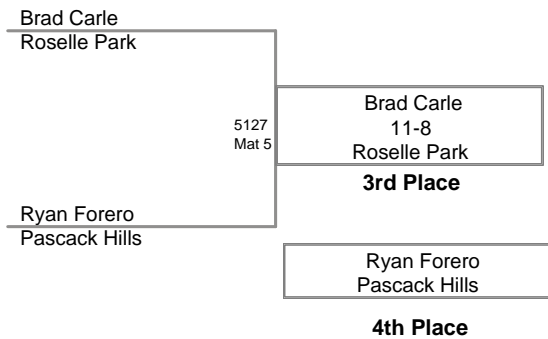 Brad Carle
Roselle Park
5127
Mat 5
Brad Carle
11-8
Roselle Park
3rd Place
Ryan Forero
Pascack Hills
Ryan Forero
Pascack Hills
4th Place